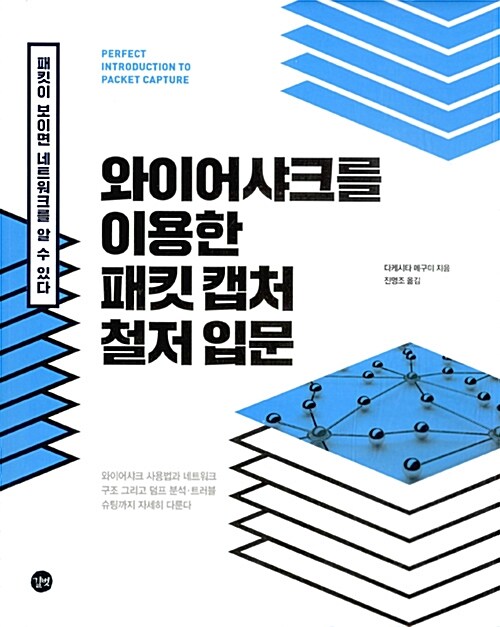 PERFECT
INTRODUCTION TO
PACKET CAPTURE
패킷이 보이면 네트워크를 알 수 있다
와이어샤크를
이용한
패킷 캡처
철저 입문
다케시타 메구미 지음
진명조 옮김
와이어샤크 사용법과 네트워크
구조 그리고 덤프 분석·트러블
슈팅까지 자세히 다룬다
길벗